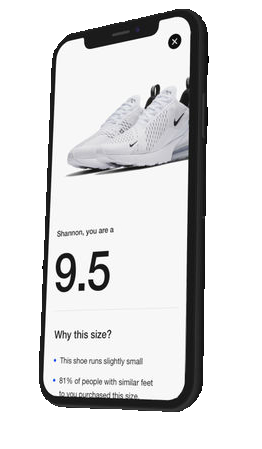 Shannon, you are a
9.5
Why this size?
• This shoe runs slightly small
• 81% of people with similar feet
to you purchased this size